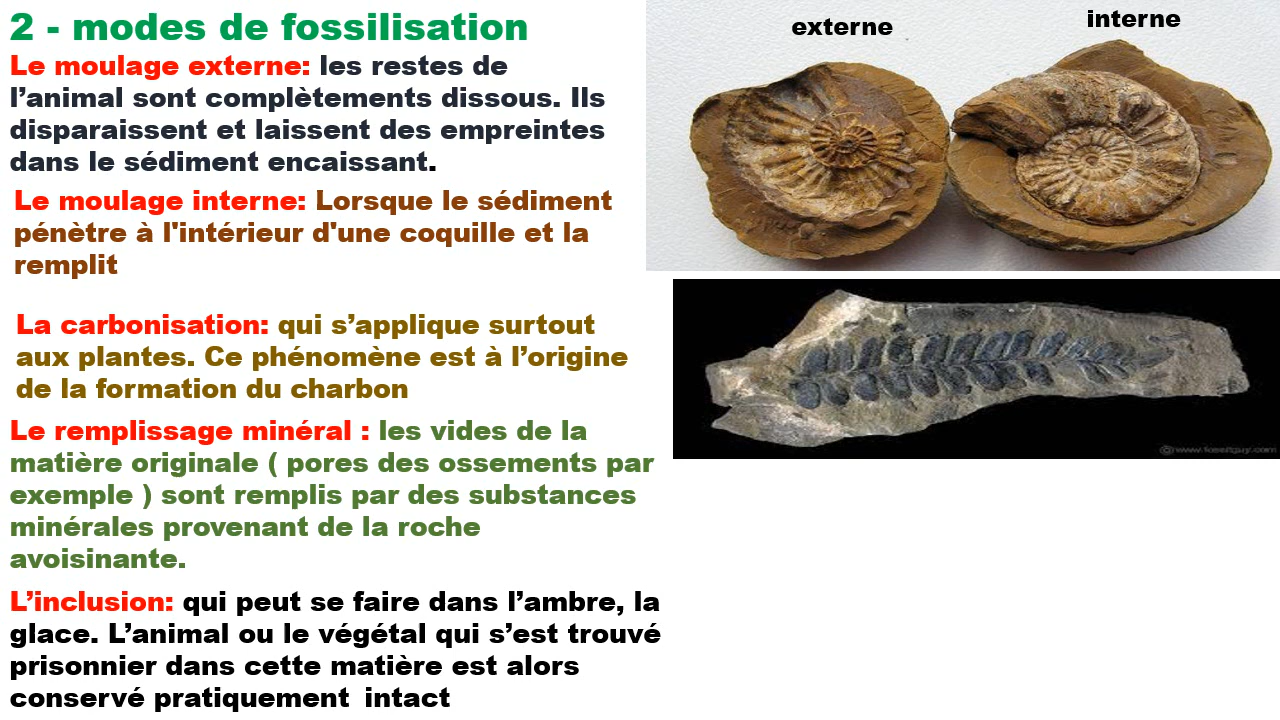 2 - modes de fossilisation
Le moulage externe: les restes de
l’animal sont complètements dissous. Ils
disparaissent et laissent des empreintes
dans le sédiment encaissant.
Le moulage interne: Lorsque le sédiment
pénètre à l'intérieur d'une coquille et la
remplit
La carbonisation: qui s’applique surtout
aux plantes. Ce phénomène est à l’origine
de la formation du charbon
Le remplissage minéral : les vides de la
matière originale ( pores des ossements par
exemple ) sont remplis par des substances
minérales provenant de la roche
avoisinante.
L’inclusion: qui peut se faire dans l’ambre, la
glace. L’animal ou le végétal qui s’est trouvé
prisonnier dans cette matière est alors
conservé pratiquement intact
externe
interne
©www.fossilguy.com